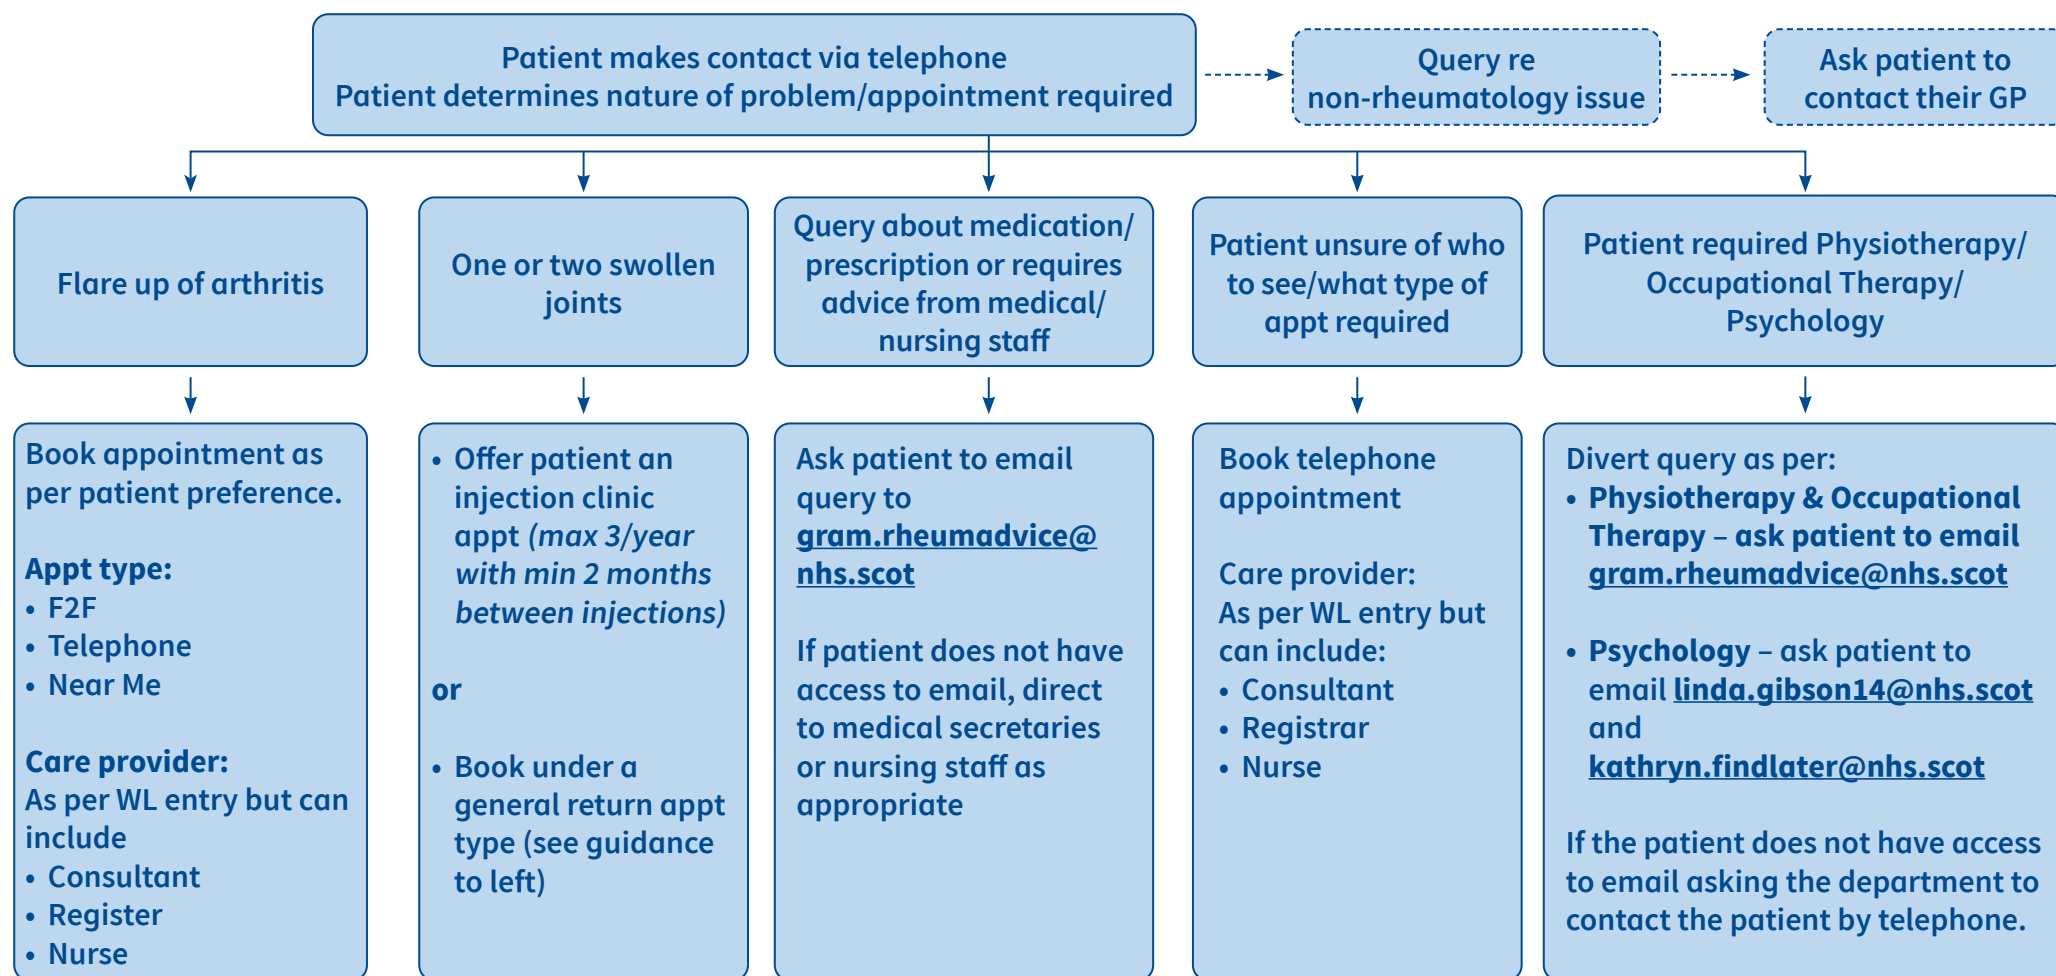 Patient makes contact via telephone
Patient determines nature of problem/appointment required
Query re
non-rheumatology issue
Ask patient to
contact their GP
Flare up of arthritis
One or two swollen
joints
Query about medication/
prescription or requires
advice from medical/
nursing staff
Patient unsure of who
to see/what type of
appt required
Patient required Physiotherapy/
Occupational Therapy/
Psychology
Book appointment as
per patient preference.
Appt type:
• F2F
• Telephone
• Near Me
Care provider:
As per WL entry but can
include
• Consultant
• Register
• Nurse
• Offer patient an
injection clinic
appt (max 3/year
with min 2 months
between injections)
or
• Book under a
general return appt
type (see guidance
to left)
Ask patient to email
query to
gram.rheumadvice@
nhs.scot
If patient does not have
access to email, direct
to medical secretaries
or nursing staff as
appropriate
Book telephone
appointment
Care provider:
As per WL entry but
can include:
• Consultant
• Registrar
• Nurse
Divert query as per:
• Physiotherapy & Occupational
Therapy – ask patient to email
gram.rheumadvice@nhs.scot
• Psychology – ask patient to
email linda.gibson14@nhs.scot
and
kathryn.findlater@nhs.scot
If the patient does not have access
to email asking the department to
contact the patient by telephone.